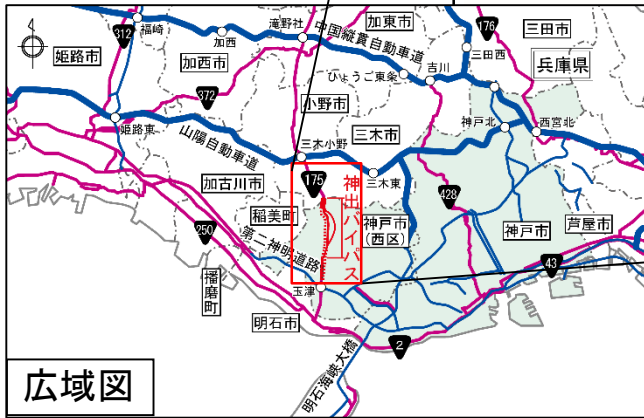 312
福崎
加西
滝野社
加東市
176
三田市
中国縦貫自動車道
三田西
姫路市
加西市
ひょうご東条
吉川
兵庫県
372
小野市
神戸北
西宮北
姫路東
山陽自動車道
三木小野
三木市
三木東
175
加古川市
神出バイパス
428
稲美町
神戸市
(西区)
神戸市
芦屋市
250
第二神明道路
43
播磨町
玉津
明石市
2
明石海峡大橋
広域図